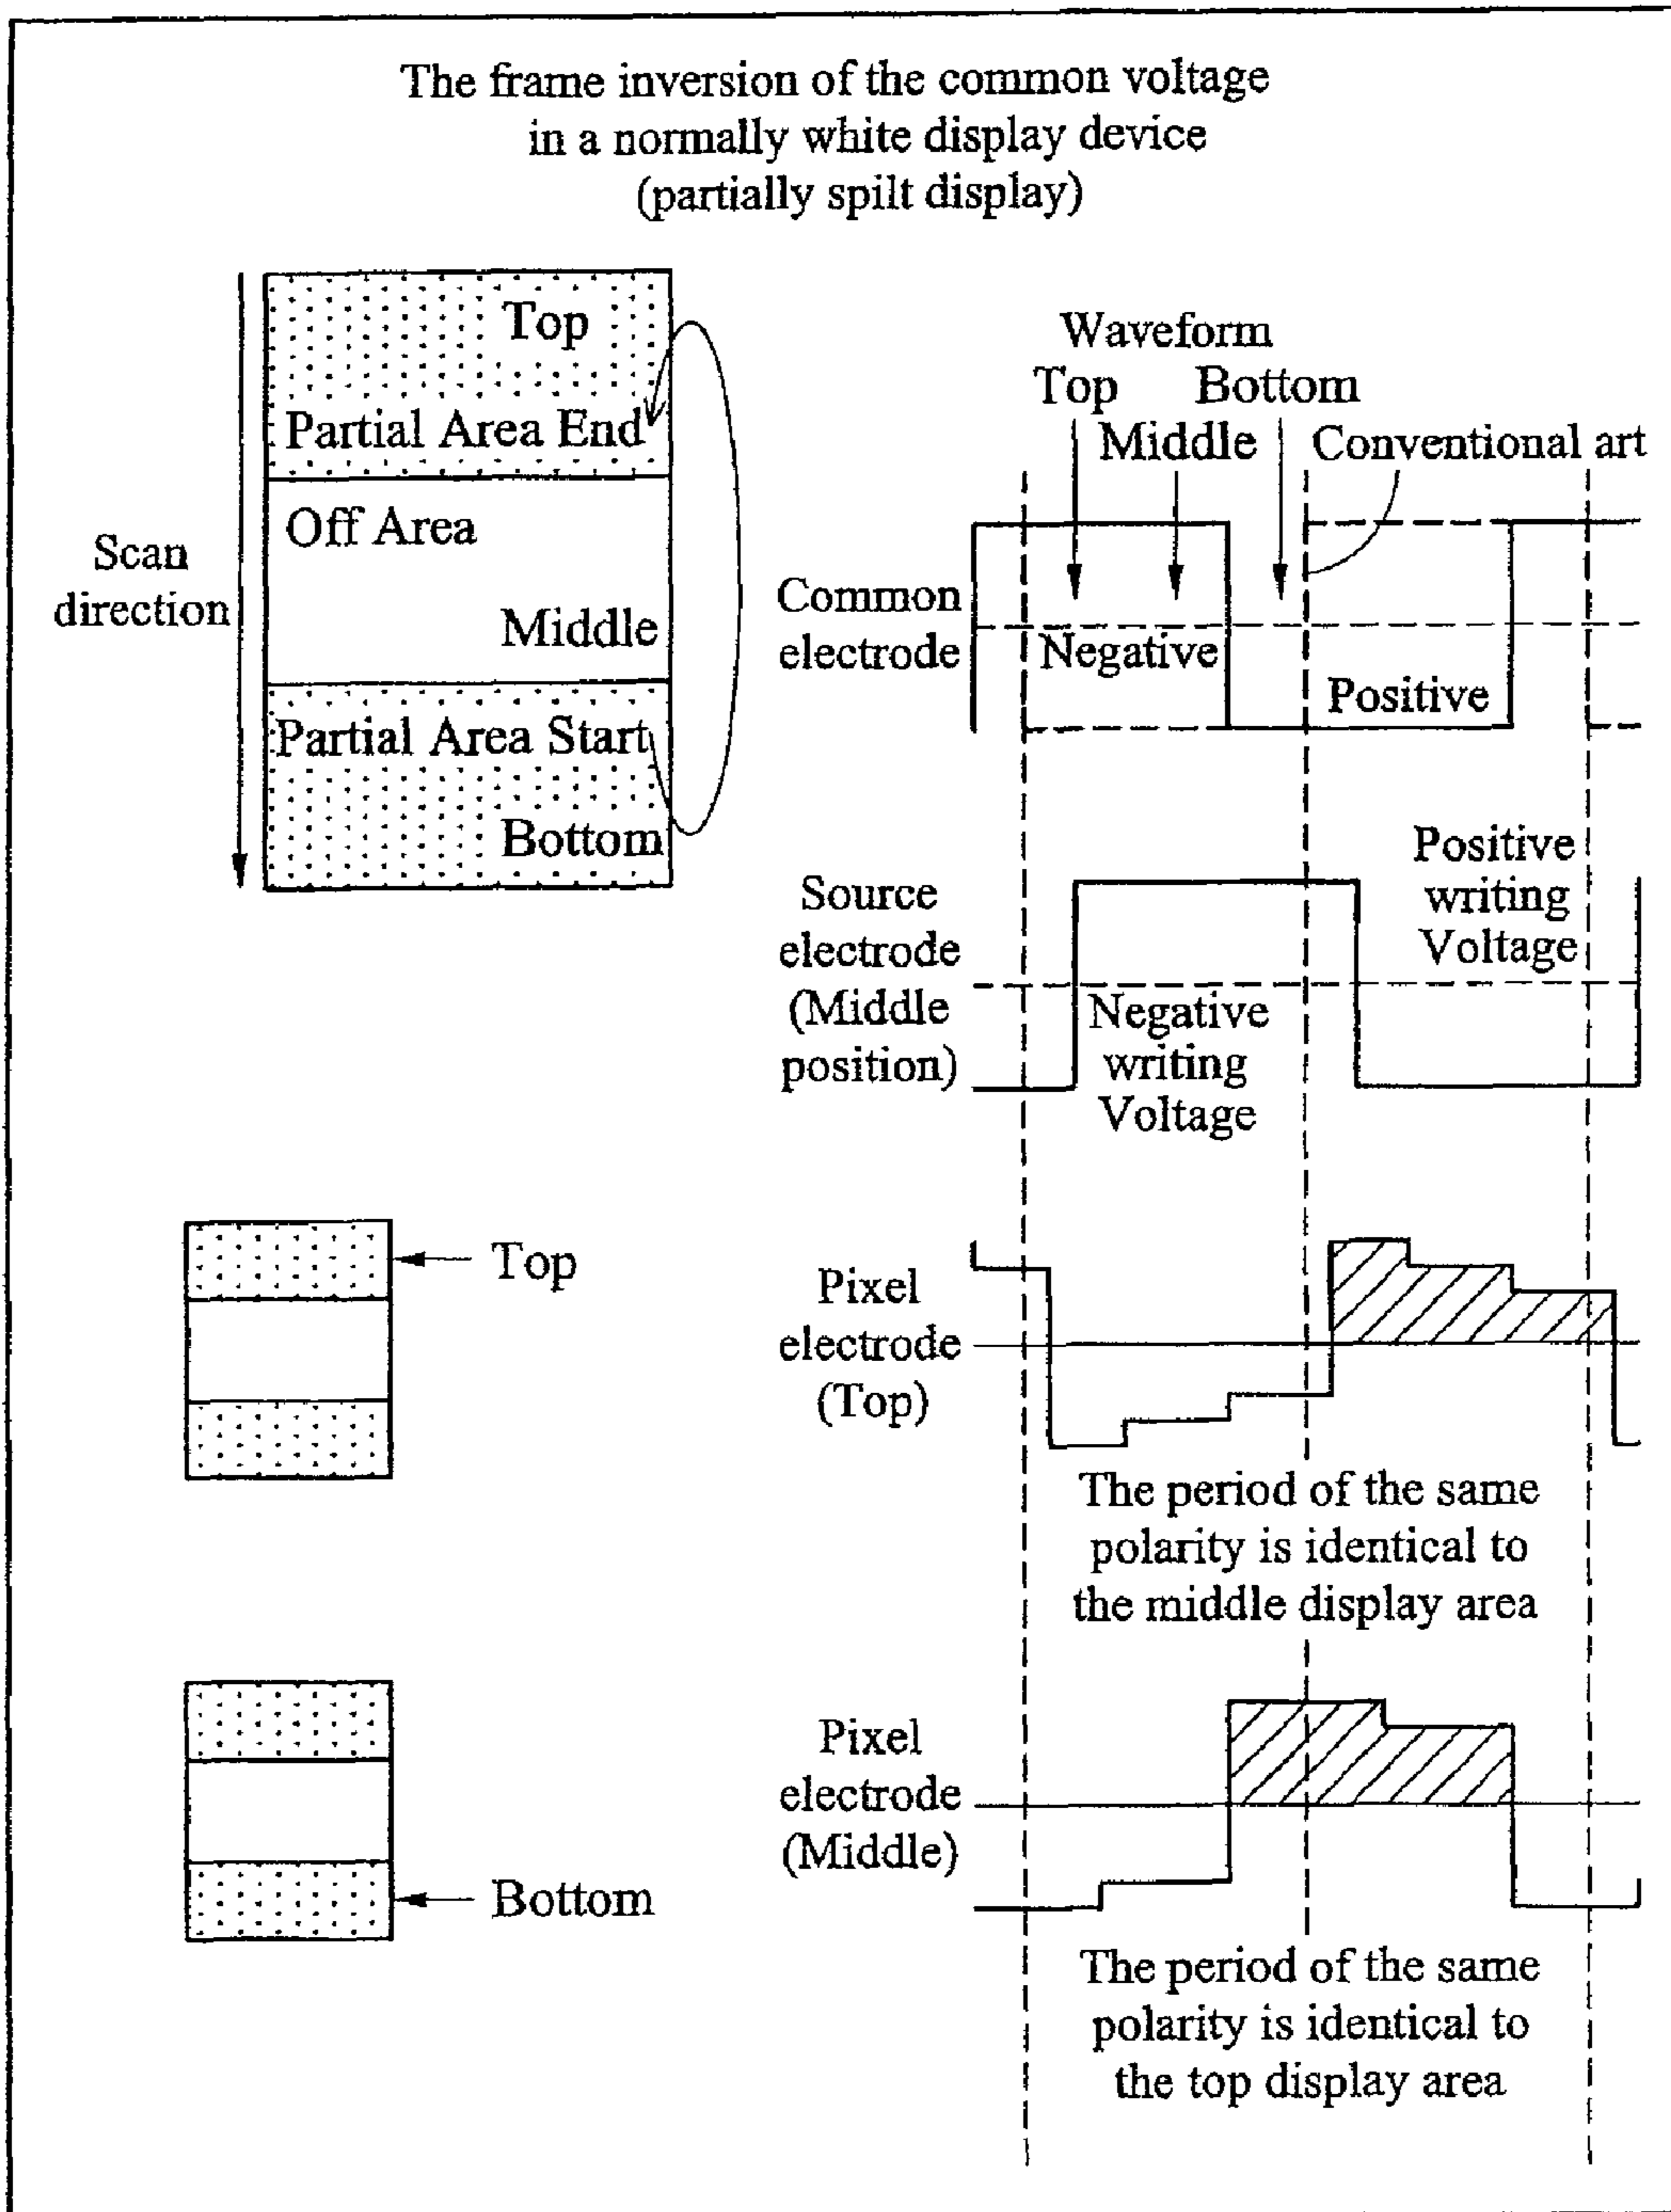 The frame inversion of the common voltage
in a normally white display device
(partially spilt display)
Top
Partial Area End
Off Area
Middle
Partial Area Start
Bottom
Scan
direction
Waveform
Top
Bottom
Middle
Conventional art
Common
electrode
Negative
Positive
Source
electrode
(Middle
position)
Negative
writing
Voltage
Positive
writing
Voltage
Top
Pixel
electrode
(Top)
The period of the same
polarity is identical to
the middle display area
Bottom
Pixel
electrode
(Middle)
The period of the same
polarity is identical to
the top display area